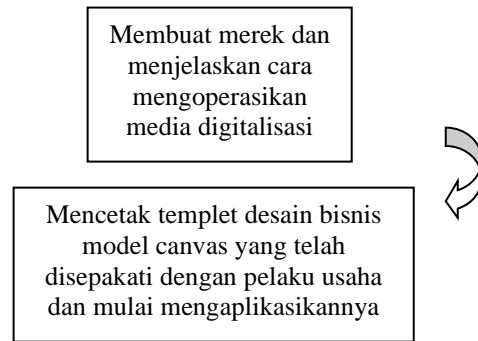 Membuat merek dan
menjelaskan cara
mengoperasikan
media digitalisasi
Mencetak templet desain bisnis
model canvas yang telah
disepakati dengan pelaku usaha
dan mulai mengaplikasikannya